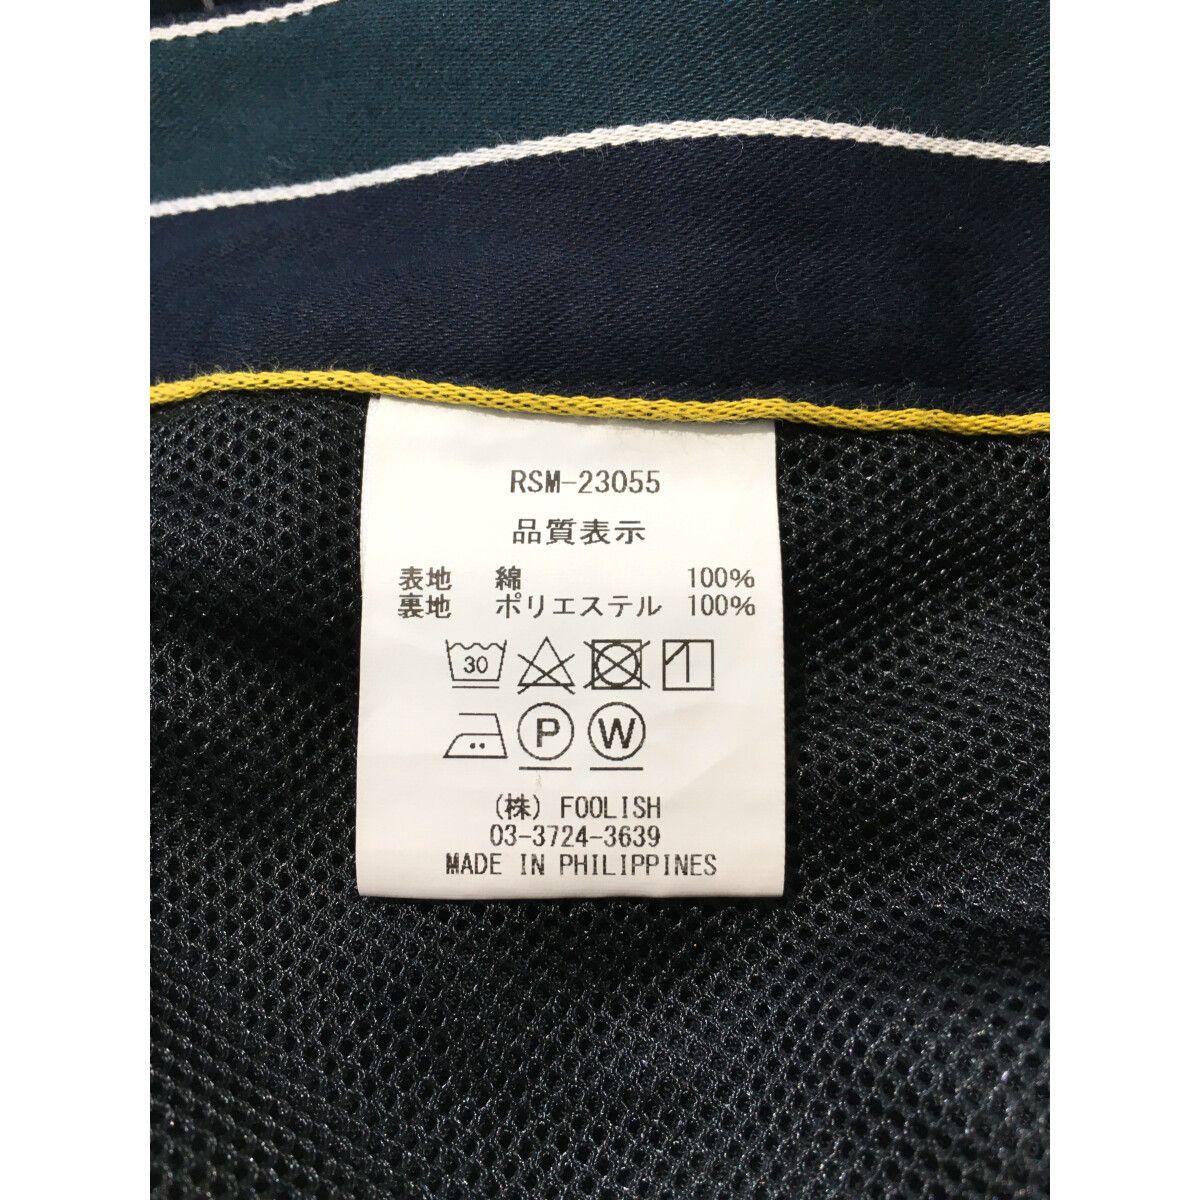 RSM-23055
品質表示
表地 綿 100%
裏地 ポリエステル 100%
30
P W
(株) FOOLISH
03-3724-3639
MADE IN PHILIPPINES